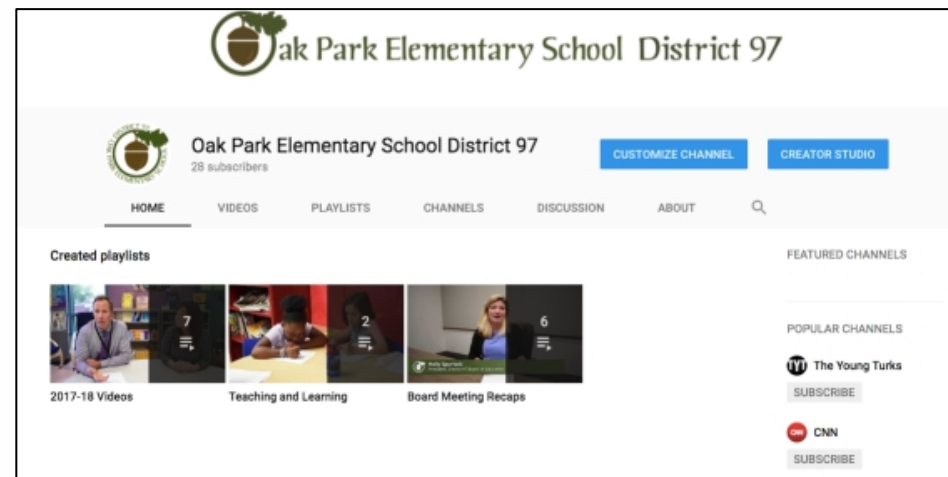 Oak Park Elementary School District 97
Oak Park Elementary School District 97
28 subscribers
CUSTOMIZE CHANNEL
CREATOR STUDIO
HOME
VIDEOS
PLAYLISTS
CHANNELS
DISCUSSION
ABOUT
Created playlists
7
2
6
2017-18 Videos
Teaching and Learning
Board Meeting Recaps
FEATURED CHANNELS
POPULAR CHANNELS
TYT
The Young Turks
SUBSCRIBE
CNN
CNN
SUBSCRIBE